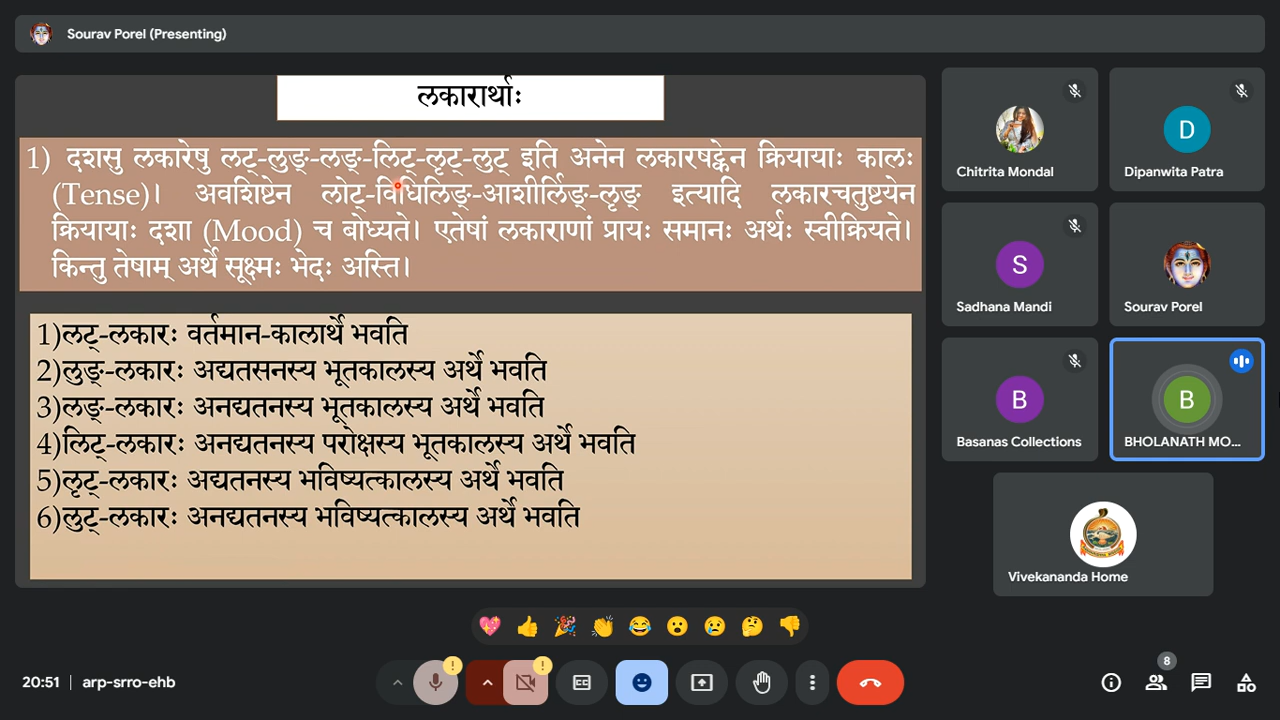 Sourav Porel (Presenting)
लकारार्थाः
1) दशसु लकारेषु लट्-लुङ्-लङ्-लिट्-लृट्-लुट् इति अनेन लकारषट्केन क्रियायाः कालः
(Tense)। अवशिष्टेन लोट्-विधिलिङ्-आशीर्लिङ्-लृङ् इत्यादि लकारचतुष्टयेन
क्रियायाः दशा (Mood) च बोध्यते। एतेषां लकाराणां प्रायः समानः अर्थः स्वीक्रियते।
किन्तु तेषाम् अर्थे सूक्ष्मः भेदः अस्ति।
1)लट्-लकारः वर्तमान-कालार्थे भवति
2)लुङ्-लकारः अद्यतसनस्य भूतकालस्य अर्थे भवति
3)लङ्-लकारः अनद्यतनस्य भूतकालस्य अर्थे भवति
4)लिट्-लकारः अनद्यतनस्य परोक्षस्य भूतकालस्य अर्थे भवति
5)लृट्-लकारः अद्यतनस्य भविष्यत्कालस्य अर्थे भवति
6)लुट्-लकारः अनद्यतनस्य भविष्यत्कालस्य अर्थे भवति
Chitrita Mondal
D
Dipanwita Patra
S
Sadhana Mandi
Sourav Porel
B
Basanas Collections
B
BHOLANATH MO...
Vivekananda Home
20:51 | arp-srro-ehb
8